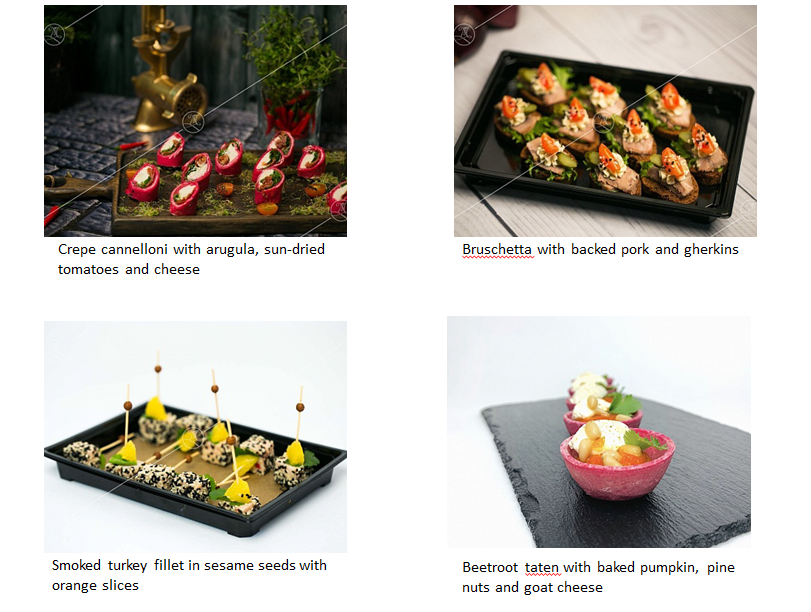 Crepe cannelloni with arugula, sun-dried
tomatoes and cheese
Bruschetta with backed pork and gherkins
Smoked turkey fillet in sesame seeds with
orange slices
Beetroot taten with baked pumpkin, pine
nuts and goat cheese